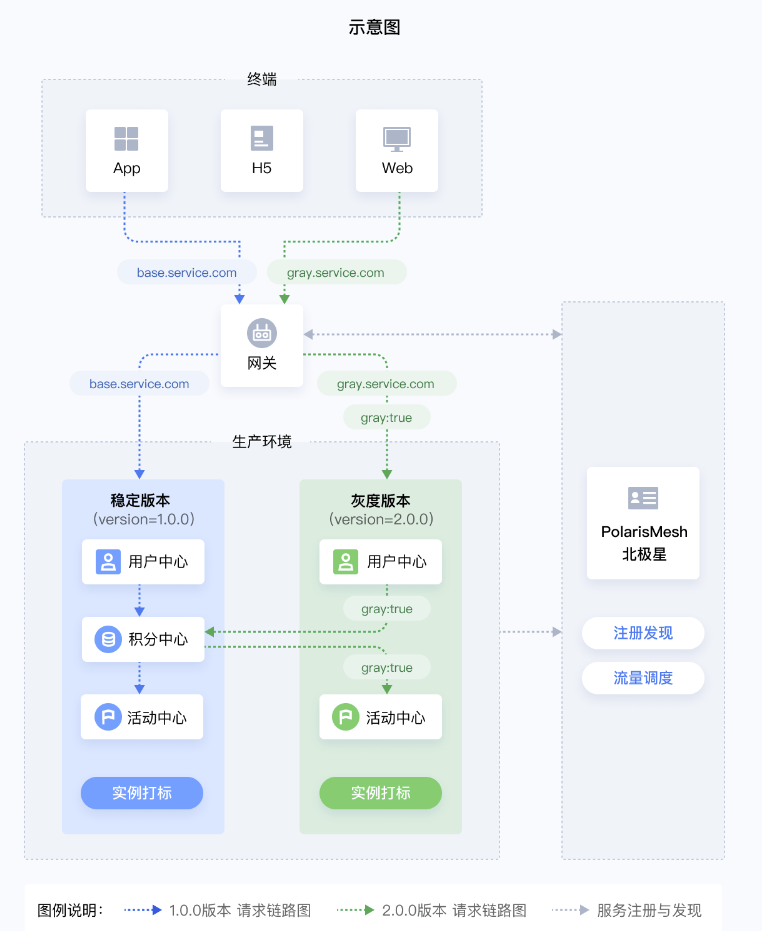 示意图
终端
App
H5
Web
base.service.com
gray.service.com
网关
base.service.com
gray.service.com
gray:true
生产环境
稳定版本
(version=1.0.0)
用户中心
积分中心
活动中心
实例打标
灰度版本
(version=2.0.0)
用户中心
gray:true
gray:true
活动中心
实例打标
PolarisMesh
北极星
注册发现
流量调度
图例说明：
1.0.0版本 请求链路图
2.0.0版本 请求链路图
服务注册与发现